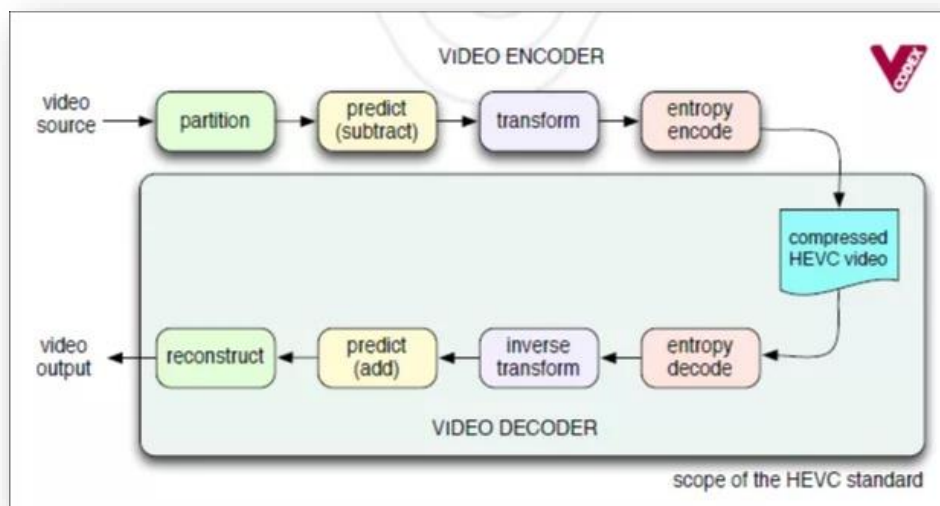 VIDEO ENCODER
V
CODEX
video
source
partition
predict
(subtract)
transform
entropy
encode
compressed
HEVC video
video
output
reconstruct
predict
(add)
inverse
transform
entropy
decode
VIDEO DECODER
scope of the HEVC standard